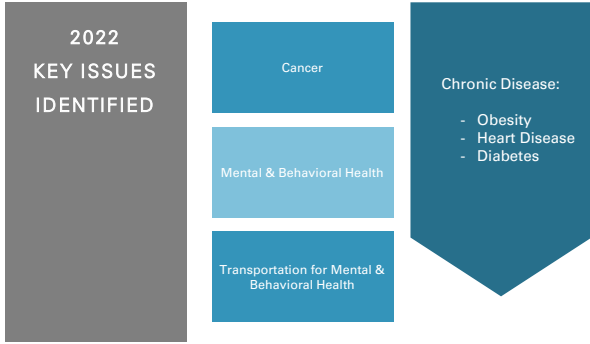 2022
KEY ISSUES
IDENTIFIED
Cancer
Mental & Behavioral Health
Transportation for Mental &
Behavioral Health
Chronic Disease:
- Obesity
- Heart Disease
- Diabetes